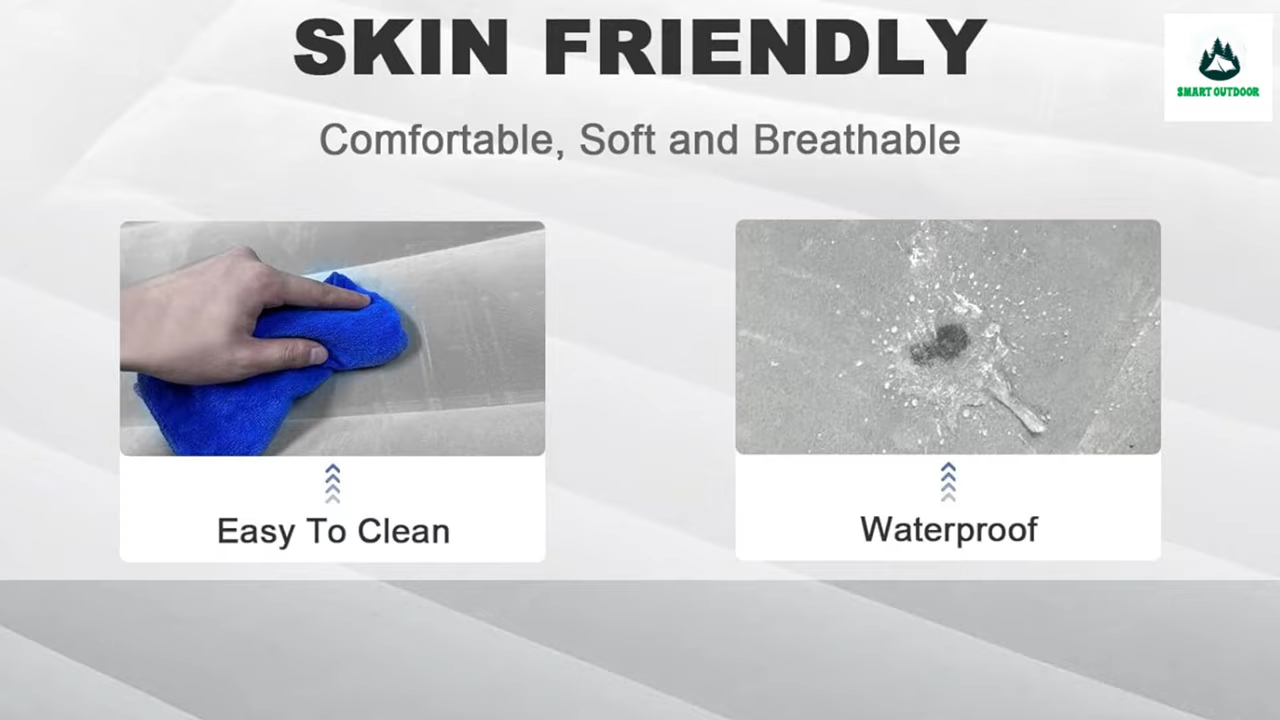 SKIN FRIENDLY
SMART OUTDOOR
Comfortable, Soft and Breathable
Easy To Clean
Waterproof